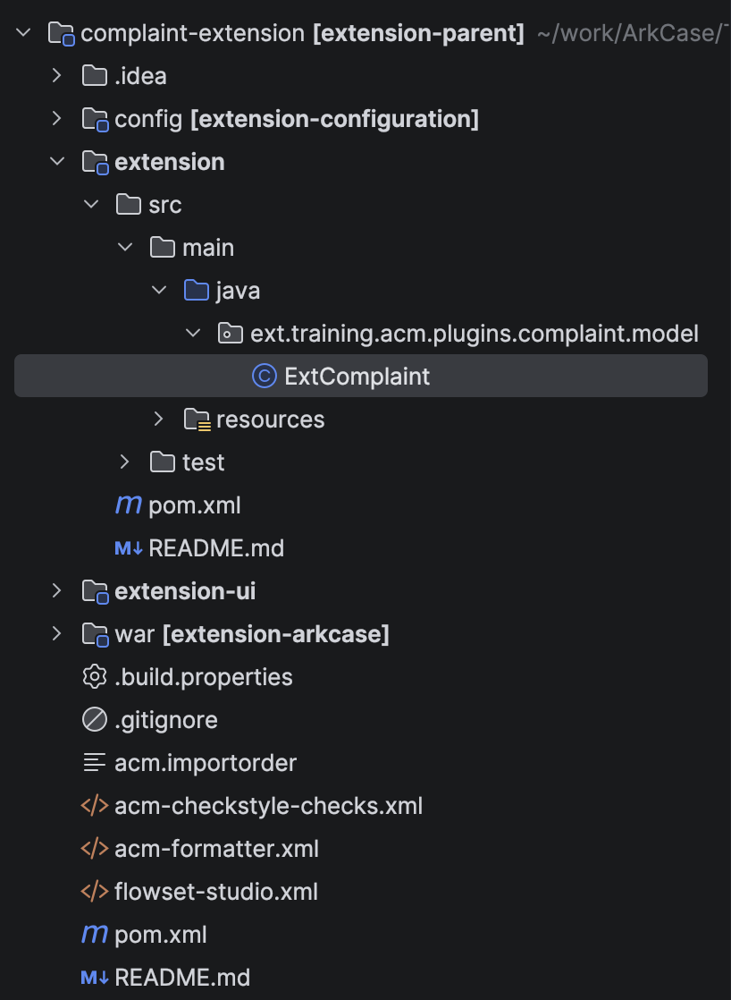 complaint-extension [extension-parent] ~/work/ArkCase/
.idea
config [extension-configuration]
extension
src
main
java
ext.training.acm.plugins.complaint.model
C ExtComplaint
resources
test
m pom.xml
M↓ README.md
extension-ui
war [extension-arkcase]
.build.properties
.gitignore
acm.importorder
</> acm-checkstyle-checks.xml
</> acm-formatter.xml
</> flowset-studio.xml
m pom.xml
M↓ README.md